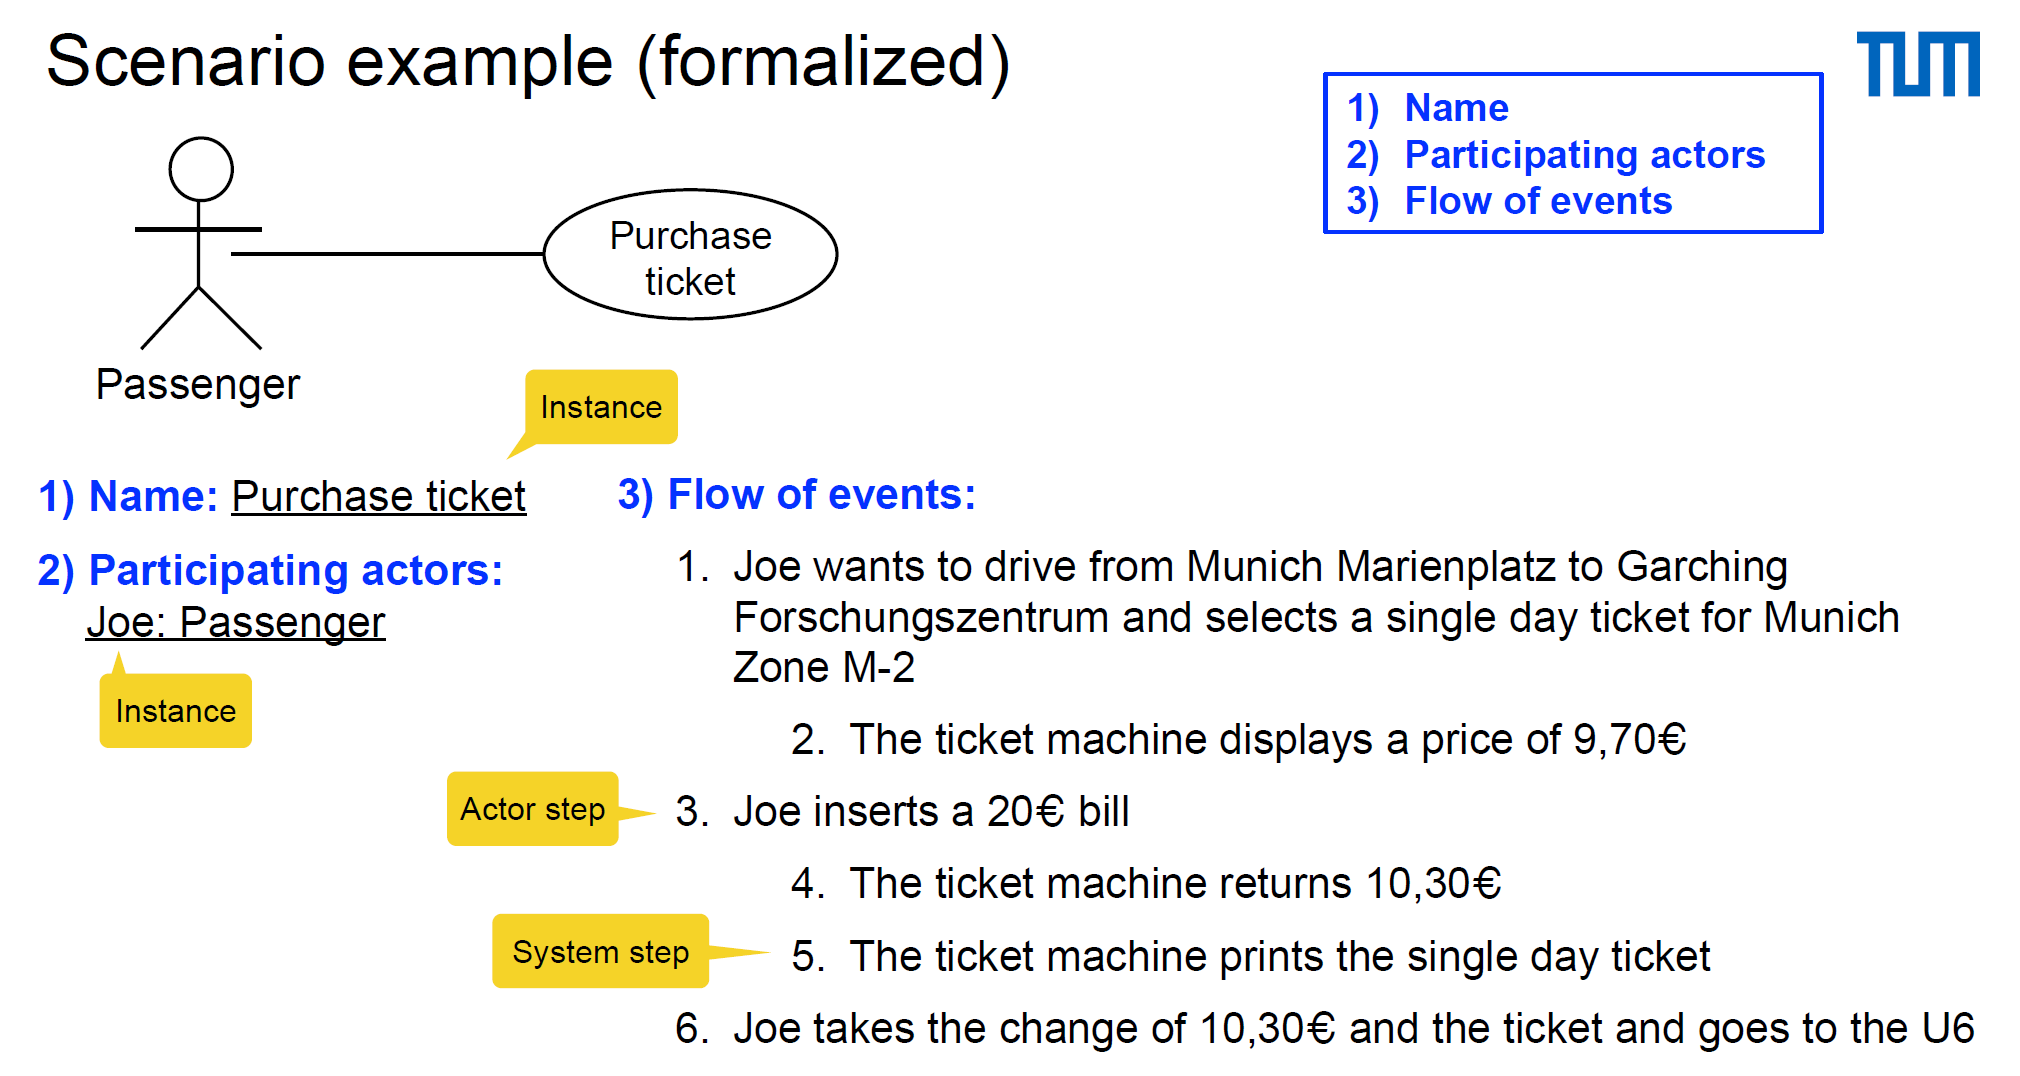 Scenario example (formalized)
TUM
1) Name
2) Participating actors
3) Flow of events
Purchase
ticket
Passenger
Instance
1) Name: Purchase ticket
2) Participating actors:
Joe: Passenger
Instance
3) Flow of events:
1. Joe wants to drive from Munich Marienplatz to Garching
Forschungszentrum and selects a single day ticket for Munich
Zone M-2
2. The ticket machine displays a price of 9,70€
Actor step
3. Joe inserts a 20€ bill
4. The ticket machine returns 10,30€
System step
5. The ticket machine prints the single day ticket
6. Joe takes the change of 10,30€ and the ticket and goes to the U6